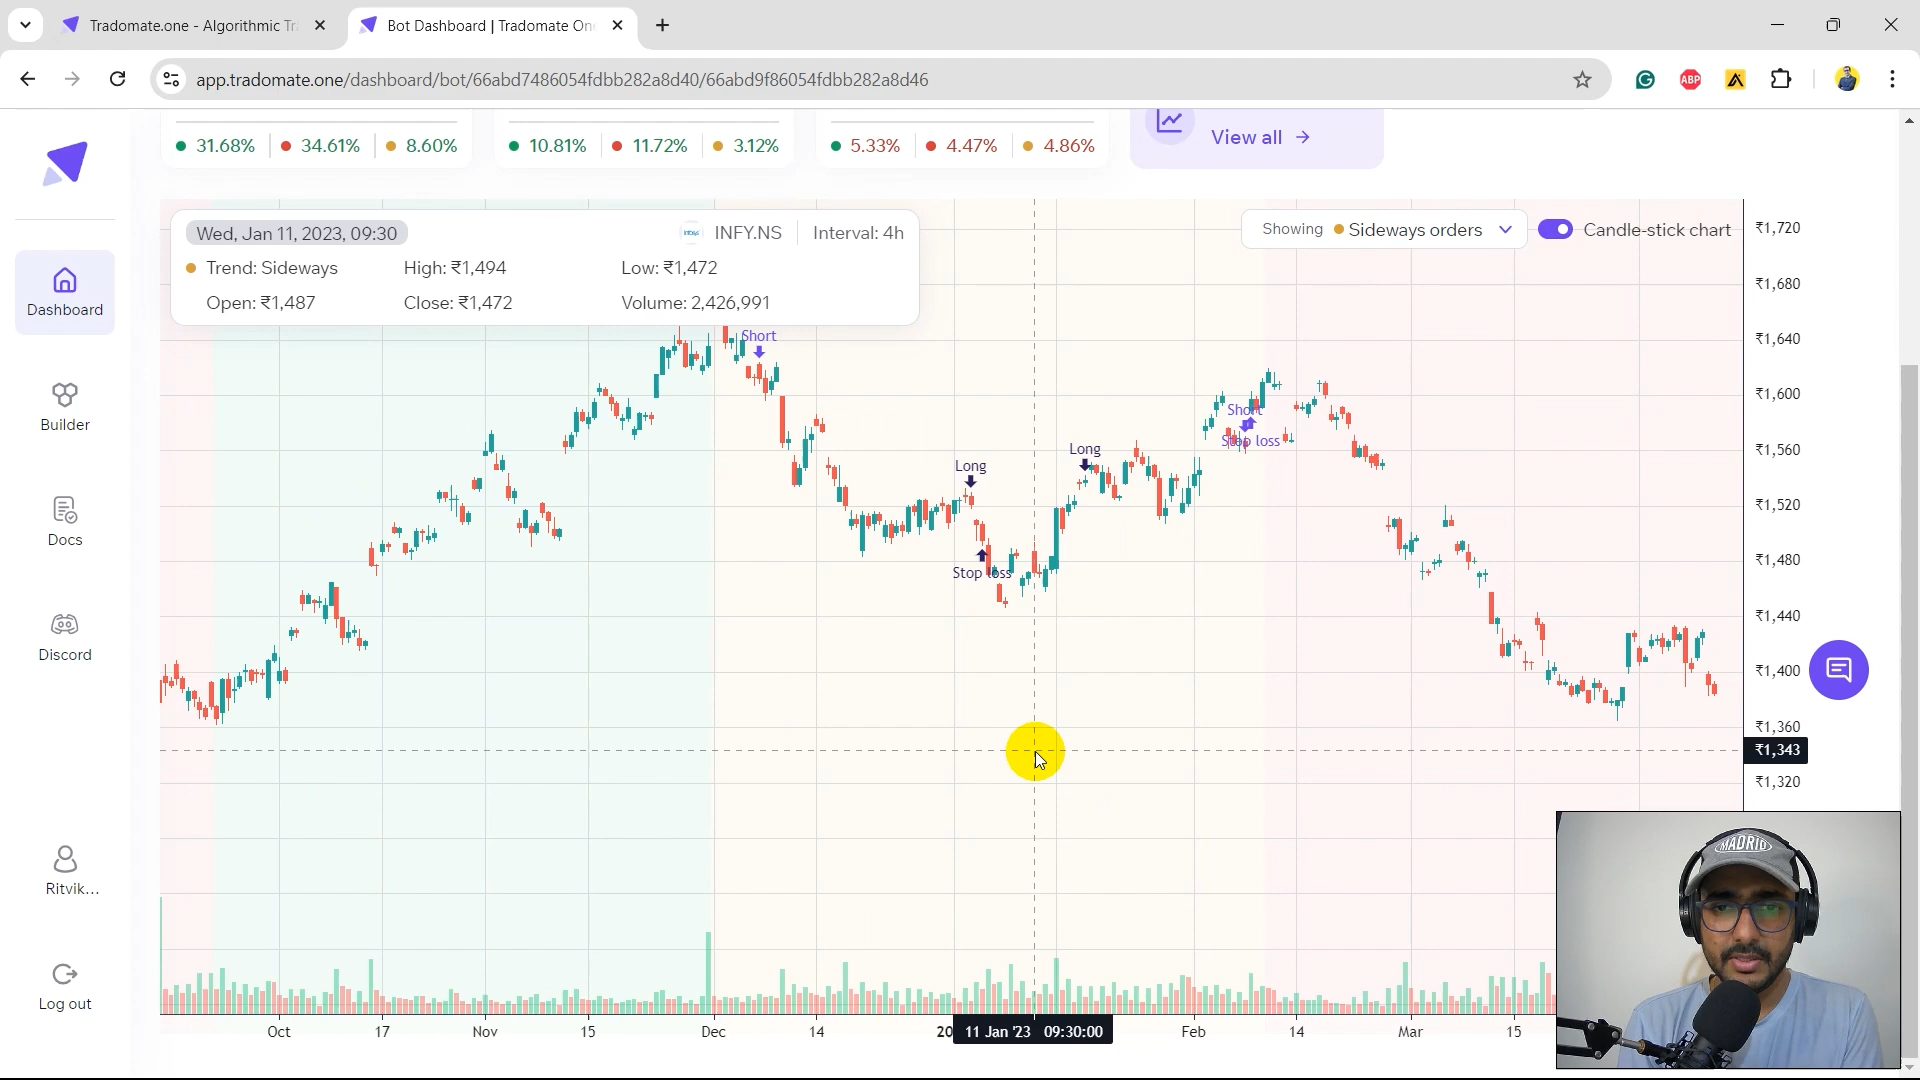 Tradomate.one - Algorithmic Tr
Bot Dashboard | Tradomate On
app.tradomate.one/dashboard/bot/66abd7486054fdbb282a8d40/66abd9f86054fdbb282a8d46
ABP
31.68% 34.61% 8.60%
10.81% 11.72% 3.12%
5.33% 4.47% 4.86%
View all
Wed, Jan 11, 2023, 09:30
INFY.NS
Interval: 4h
Trend: Sideways High: ₹1,494 Low: ₹1,472
Open: ₹1,487 Close: ₹1,472 Volume: 2,426,991
Showing Sideways orders
Candle-stick chart
Dashboard
Builder
Docs
Discord
Ritvik...
Log out
Short
Long
Stop loss
Long
Short
Stop loss
₹1,720
₹1,680
₹1,640
₹1,600
₹1,560
₹1,520
₹1,480
₹1,440
₹1,400
₹1,360
₹1,343
₹1,320
Oct 17 Nov 15 Dec 14 20 11 Jan '23 09:30:00 Feb 14 Mar 15
MADRID